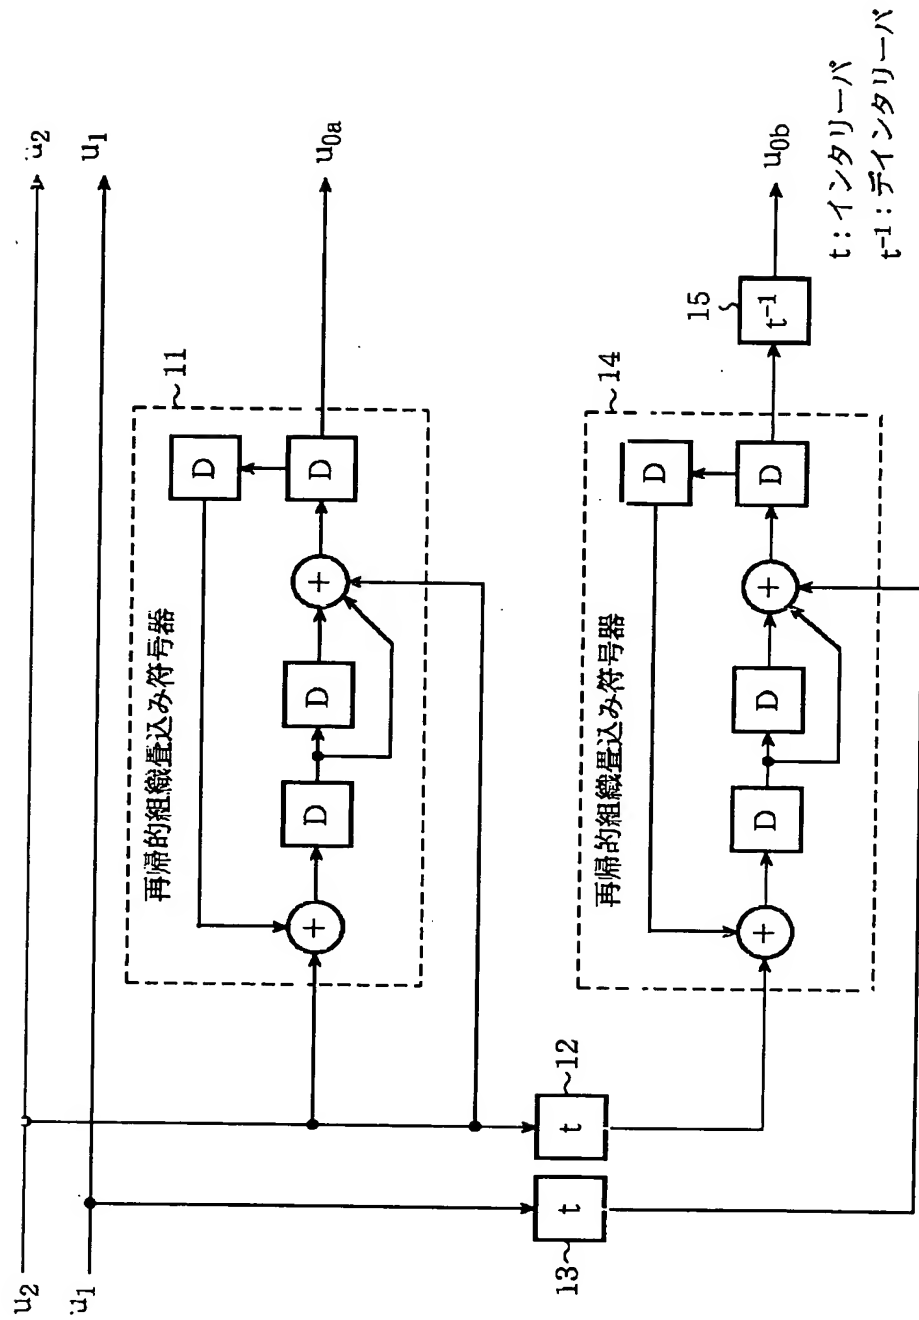 u₂
u₂
u₁
u₁
11
再帰的組織畳込み符号器
+
D
D
+
D
D
u₀ₐ
13
t
t
12
14
再帰的組織畳込み符号器
+
D
D
+
D
D
15
t⁻¹
u₀b
t:インタリーバ
t⁻¹:デインタリーバ